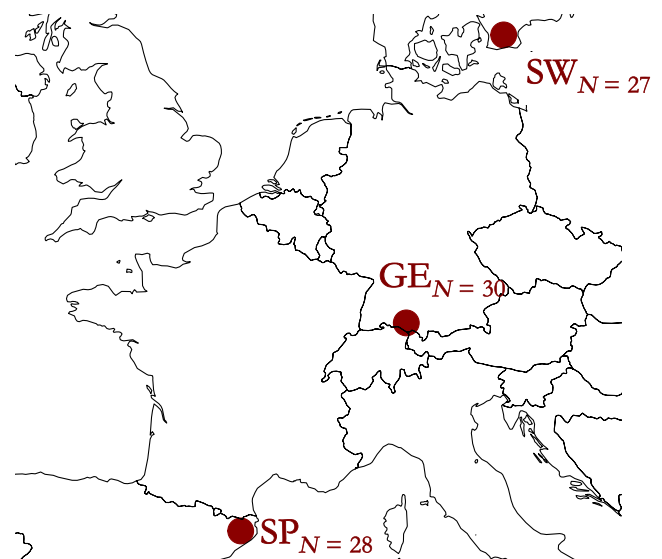 SW N = 27
GE N = 30
SP N = 28